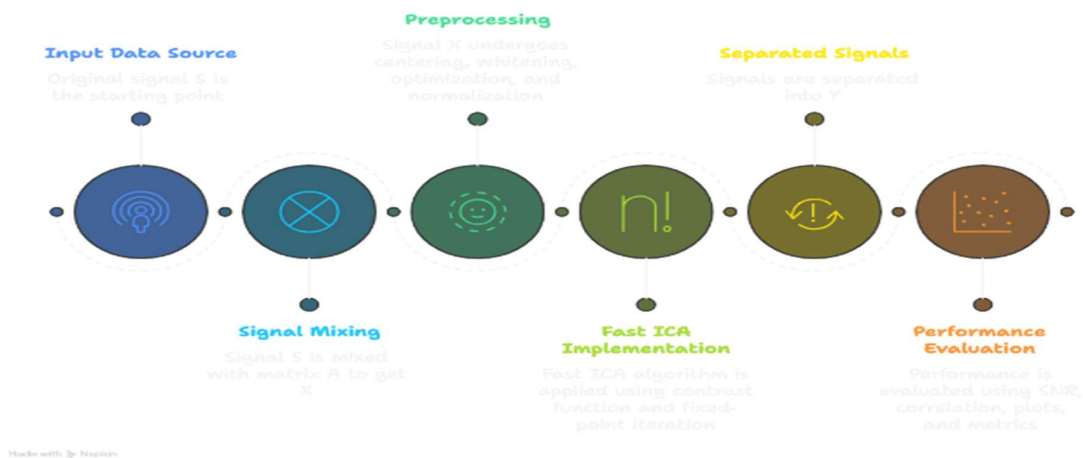 Input Data Source
Original signal S is
the starting point
Signal Mixing
Signal S is mixed
with matrix A to get
X
Preprocessing
Signal X undergoes
centering, whitening,
optimization, and
normalization
n!
Fast ICA
Implementation
Fast ICA algorithm is
applied using contrast
function and fixed-
point iteration
Separated Signals
Signals are separated
into Y
!
Performance
Evaluation
Performance is
evaluated using SNR,
correlation, plots,
and metrics
Made with Napkin